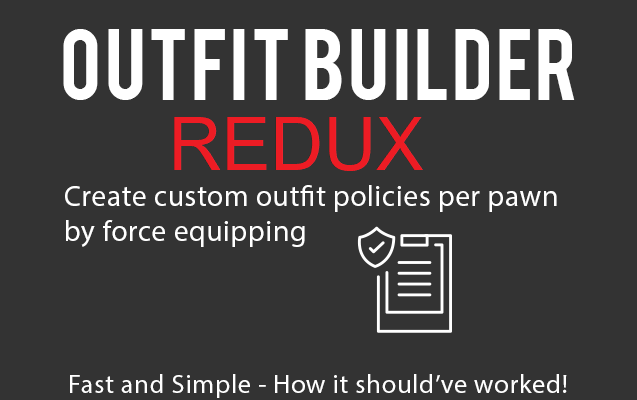 OUTFIT BUILDER
REDUX
Create custom outfit policies per pawn
by force equipping
Fast and Simple - How it should've worked!